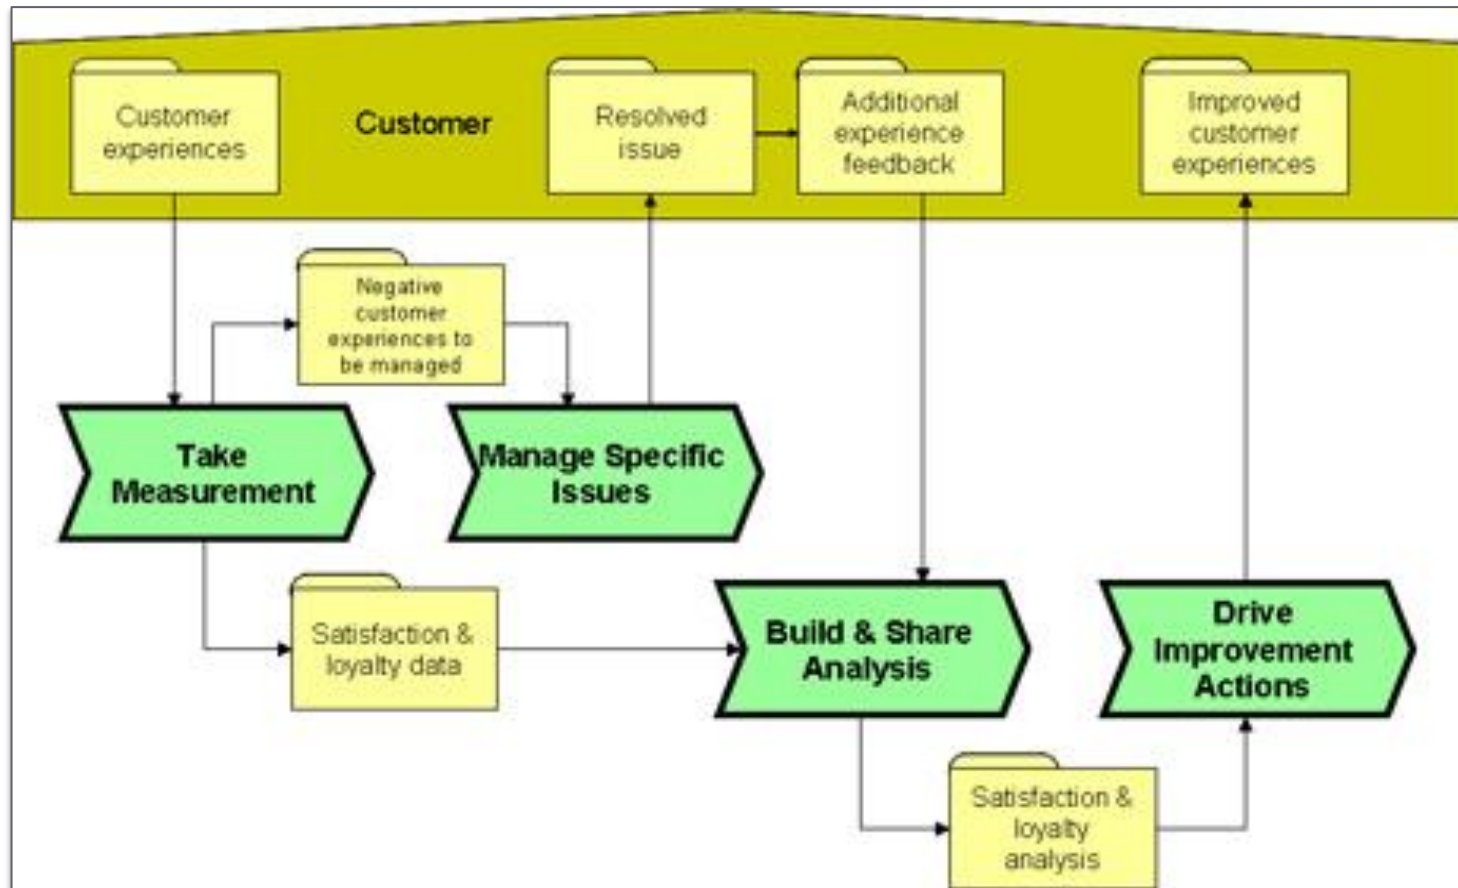 Customer
experiences
Customer
Resolved
issue
Additional
experience
feedback
Improved
customer
experiences
Negative
customer
experiences to
be managed
Take
Measurement
Manage Specific
Issues
Satisfaction &
loyalty data
Build & Share
Analysis
Drive
Improvement
Actions
Satisfaction &
loyalty
analysis